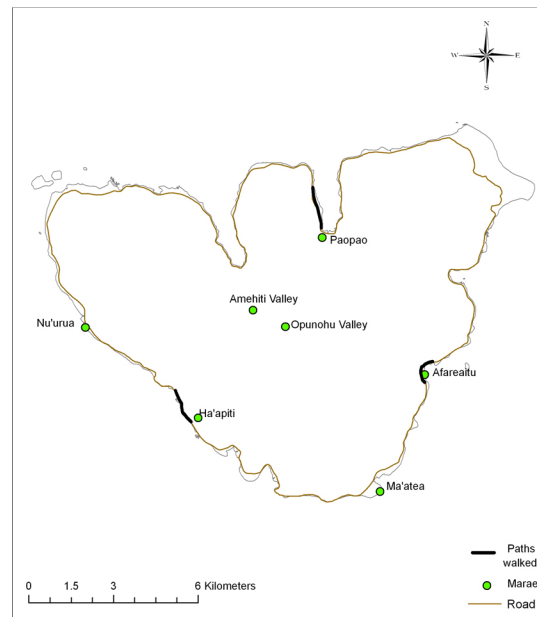 N
W E
S
Paopao
Amehiti Valley
Nu'urua
Opunohu Valley
Afareaitu
Ha'apiti
Ma'atea
Paths
walked
Marae
Road
0 1.5 3 6 Kilometers